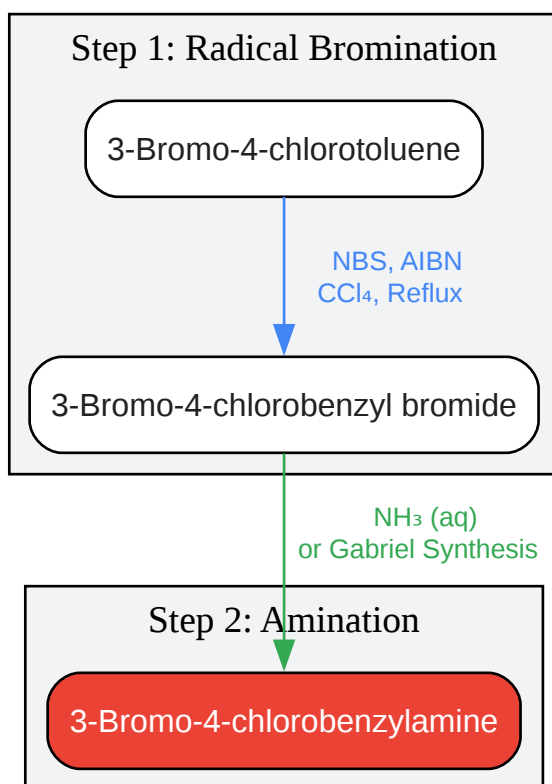 Step 1: Radical Bromination
3-Bromo-4-chlorotoluene
NBS, AIBN
CCl₄, Reflux
3-Bromo-4-chlorobenzyl bromide
NH₃ (aq)
or Gabriel Synthesis
Step 2: Amination
3-Bromo-4-chlorobenzylamine